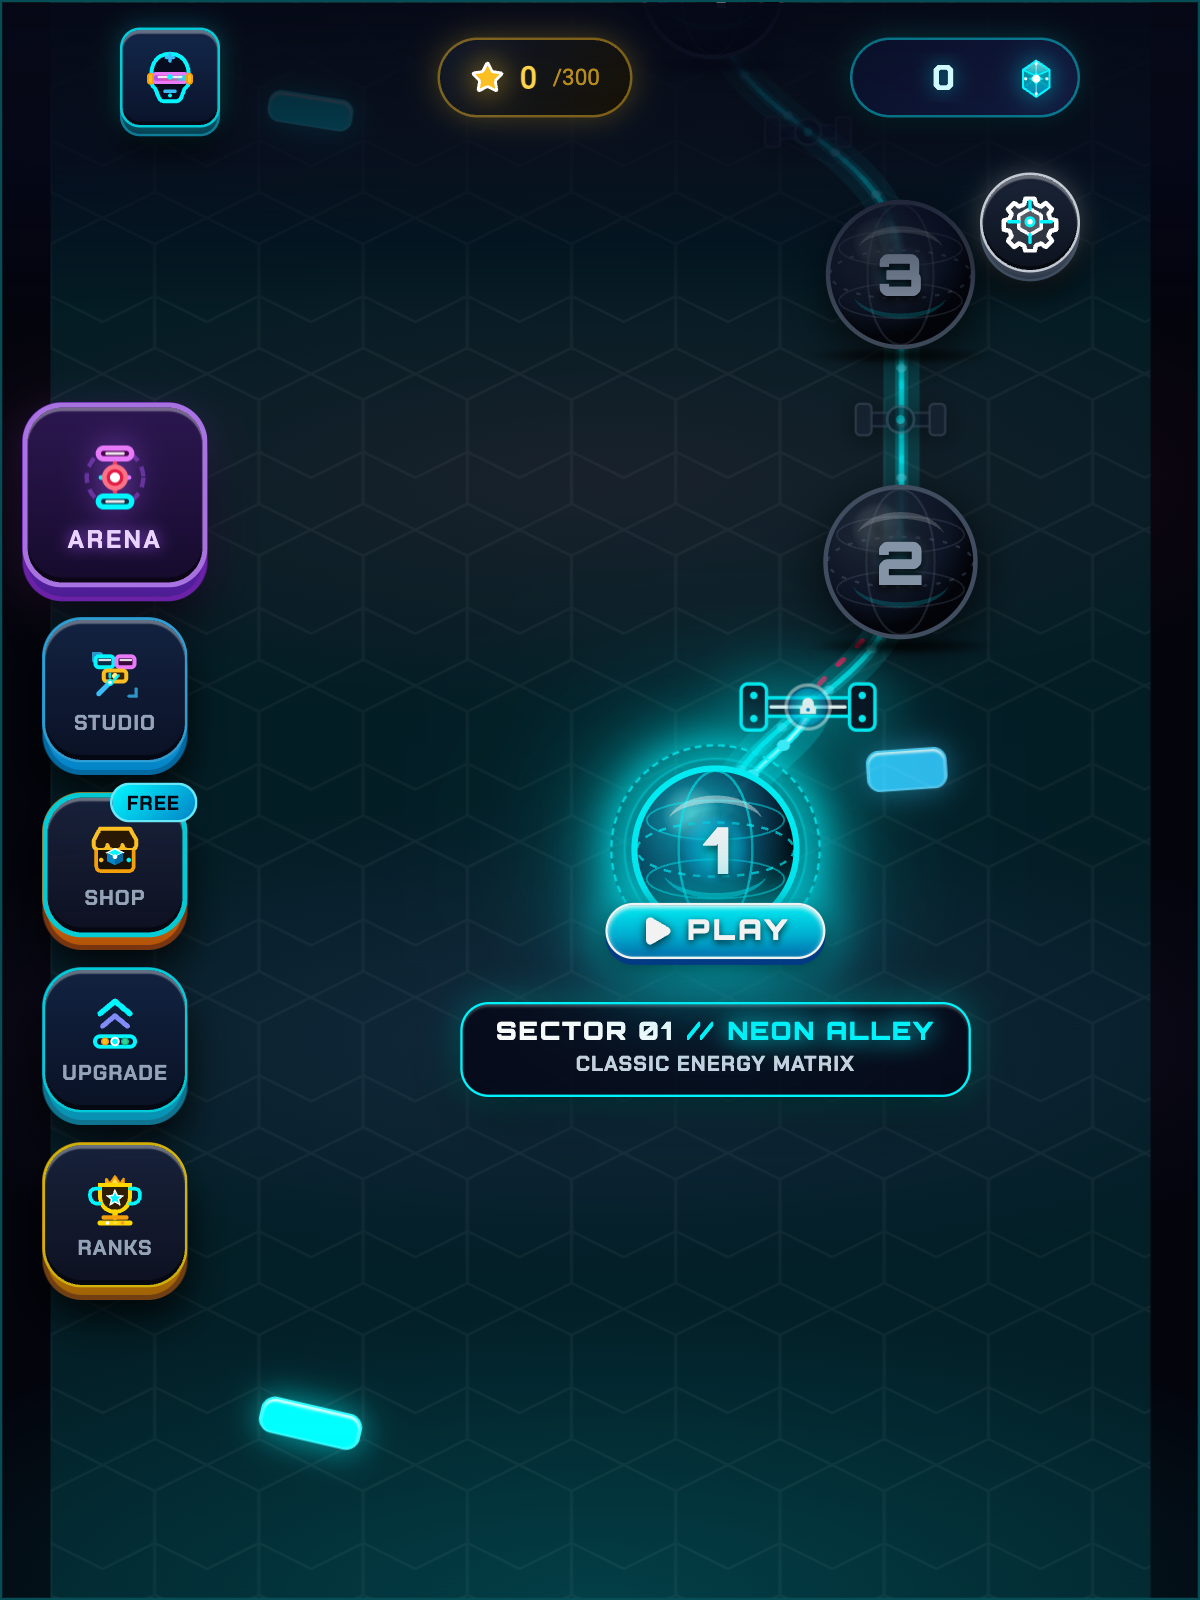 0 /300
0
3
ARENA
2
STUDIO
FREE
SHOP
1
PLAY
SECTOR 01 // NEON ALLEY
CLASSIC ENERGY MATRIX
UPGRADE
RANKS